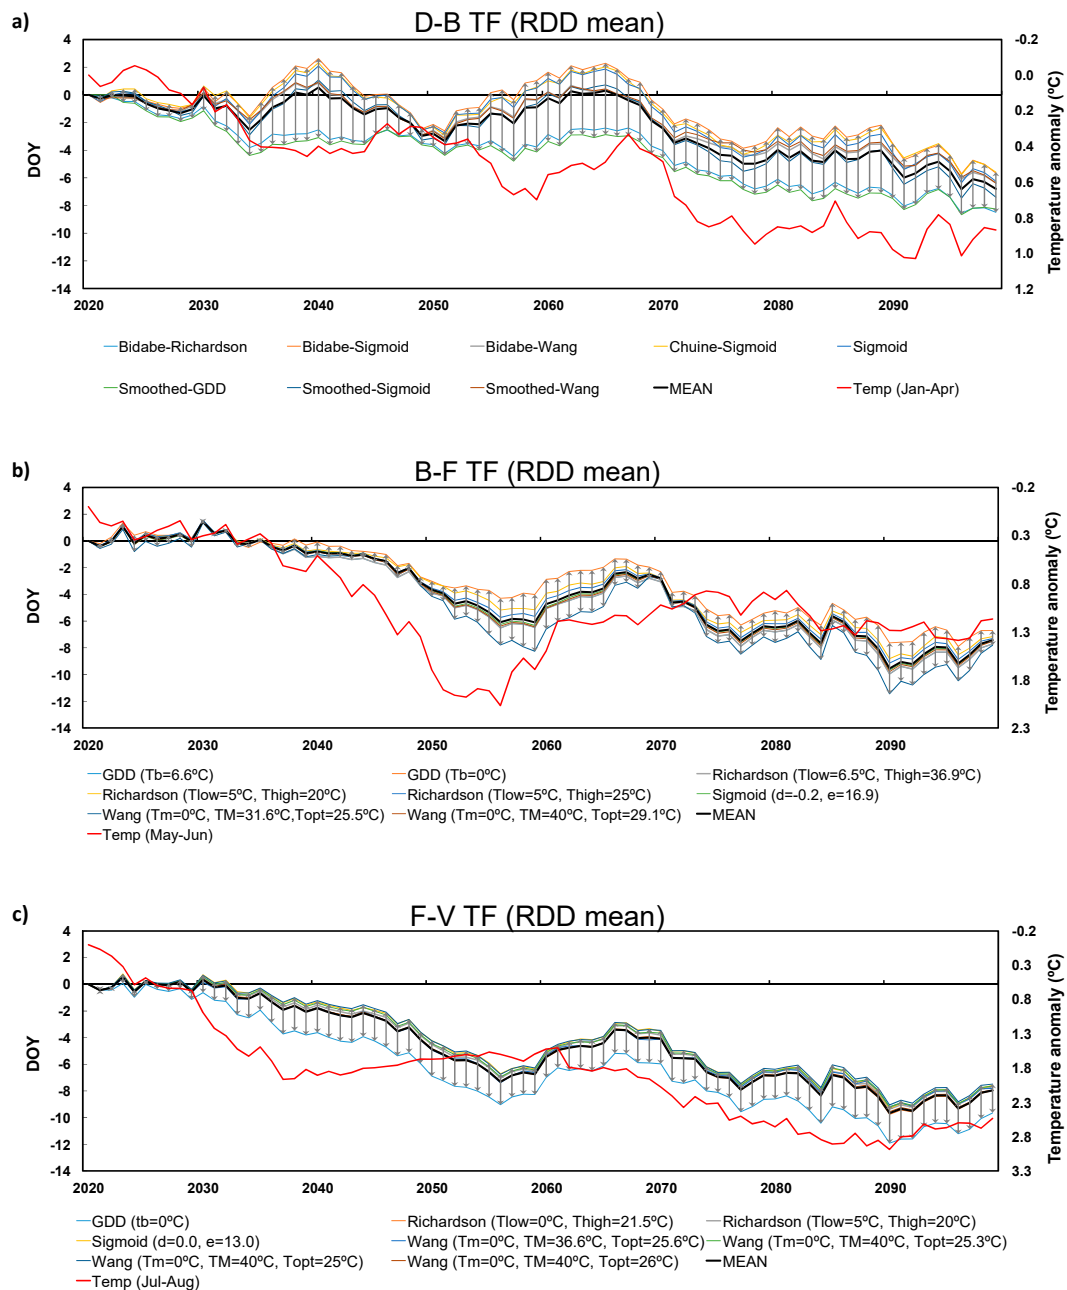 a)
D-B TF (RDD mean)
4
2
0
-2
-4
-6
-8
-10
-12
-14
DOY
-0.2
0.0
0.2
0.4
0.6
0.8
1.0
1.2
Temperature anomaly (ºC)
2020 2030 2040 2050 2060 2070 2080 2090
Bidabe-Richardson Bidabe-Sigmoid Bidabe-Wang Chuine-Sigmoid Sigmoid
Smoothed-GDD Smoothed-Sigmoid Smoothed-Wang MEAN Temp (Jan-Apr)
b)
B-F TF (RDD mean)
4
2
0
-2
-4
-6
-8
-10
-12
-14
DOY
-0.2
0.3
0.8
1.3
1.8
2.3
Temperature anomaly (ºC)
2020 2030 2040 2050 2060 2070 2080 2090
GDD (Tb=6.6ºC) GDD (Tb=0ºC) Richardson (Tlow=6.5ºC, Thigh=36.9ºC)
Richardson (Tlow=5ºC, Thigh=20ºC) Richardson (Tlow=5ºC, Thigh=25ºC) Sigmoid (d=-0.2, e=16.9)
Wang (Tm=0ºC, TM=31.6ºC,Topt=25.5ºC) Wang (Tm=0ºC, TM=40ºC, Topt=29.1ºC) MEAN
Temp (May-Jun)
c)
F-V TF (RDD mean)
4
2
0
-2
-4
-6
-8
-10
-12
-14
DOY
-0.2
0.3
0.8
1.3
1.8
2.3
2.8
3.3
Temperature anomaly (ºC)
2020 2030 2040 2050 2060 2070 2080 2090
GDD (tb=0ºC) Richardson (Tlow=0ºC, Thigh=21.5ºC) Richardson (Tlow=5ºC, Thigh=20ºC)
Sigmoid (d=0.0, e=13.0) Wang (Tm=0ºC, TM=36.6ºC, Topt=25.6ºC) Wang (Tm=0ºC, TM=40ºC, Topt=25.3ºC)
Wang (Tm=0ºC, TM=40ºC, Topt=25ºC) Wang (Tm=0ºC, TM=40ºC, Topt=26ºC) MEAN
Temp (Jul-Aug)